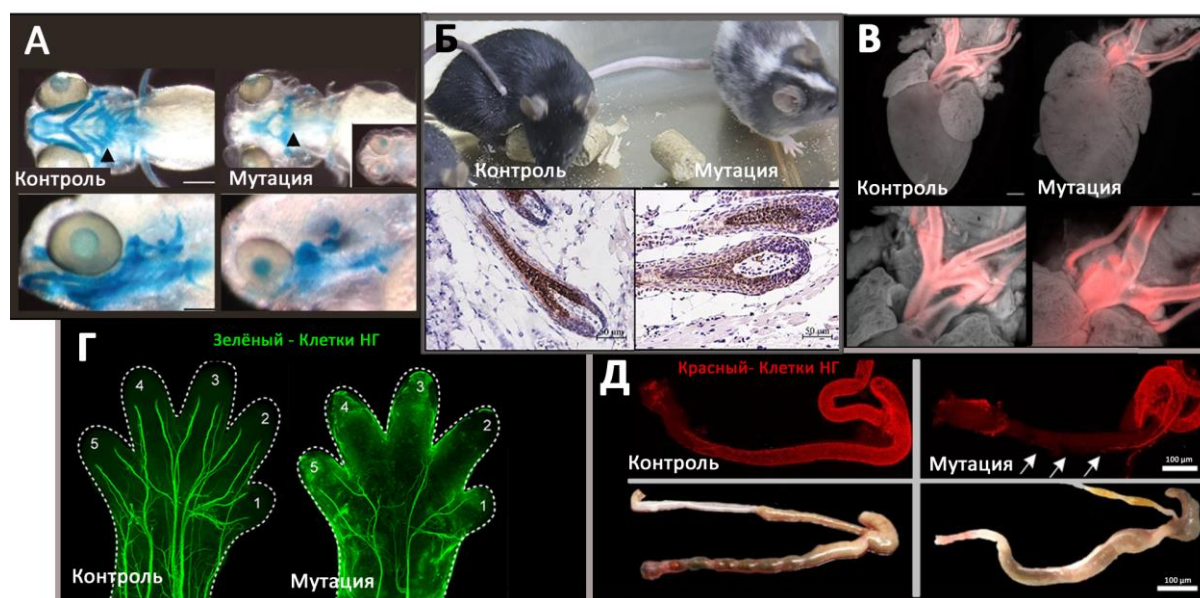 А
Контроль
Мутация
Б
Контроль
Мутация
50 µm
50 µm
В
Контроль
Мутация
Г
Зелёный - Клетки НГ
4
3
2
5
1
Контроль
3
4
2
5
1
Мутация
Д
Красный- Клетки НГ
Контроль
Мутация
100 µm
100 µm